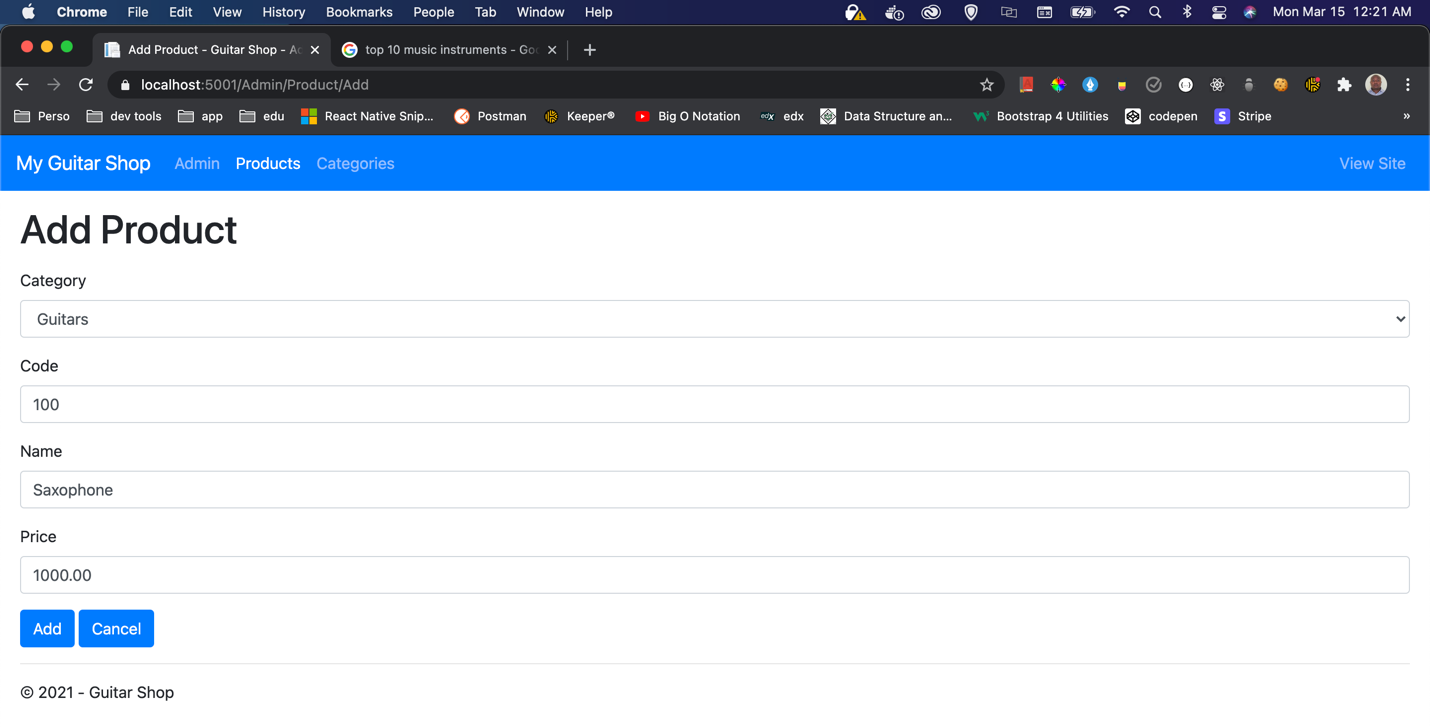 Chrome File Edit View History Bookmarks People Tab Window Help Mon Mar 15 12:21 AM
Add Product - Guitar Shop - Ac top 10 music instruments - Goo
localhost:5001/Admin/Product/Add
Perso dev tools app edu React Native Snip... Postman Keeper® Big O Notation edx edx Data Structure an... Bootstrap 4 Utilities codepen S Stripe »
My Guitar Shop Admin Products Categories View Site
Add Product
Category
Guitars
Code
100
Name
Saxophone
Price
1000.00
Add Cancel
© 2021 - Guitar Shop